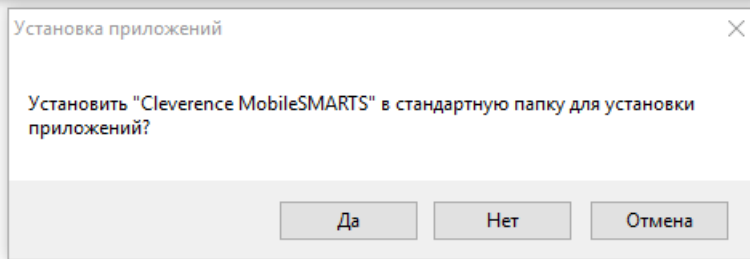 Установка приложений
Установить "Cleverence MobileSMARTS" в стандартную папку для установки
приложений?
Да
Нет
Отмена